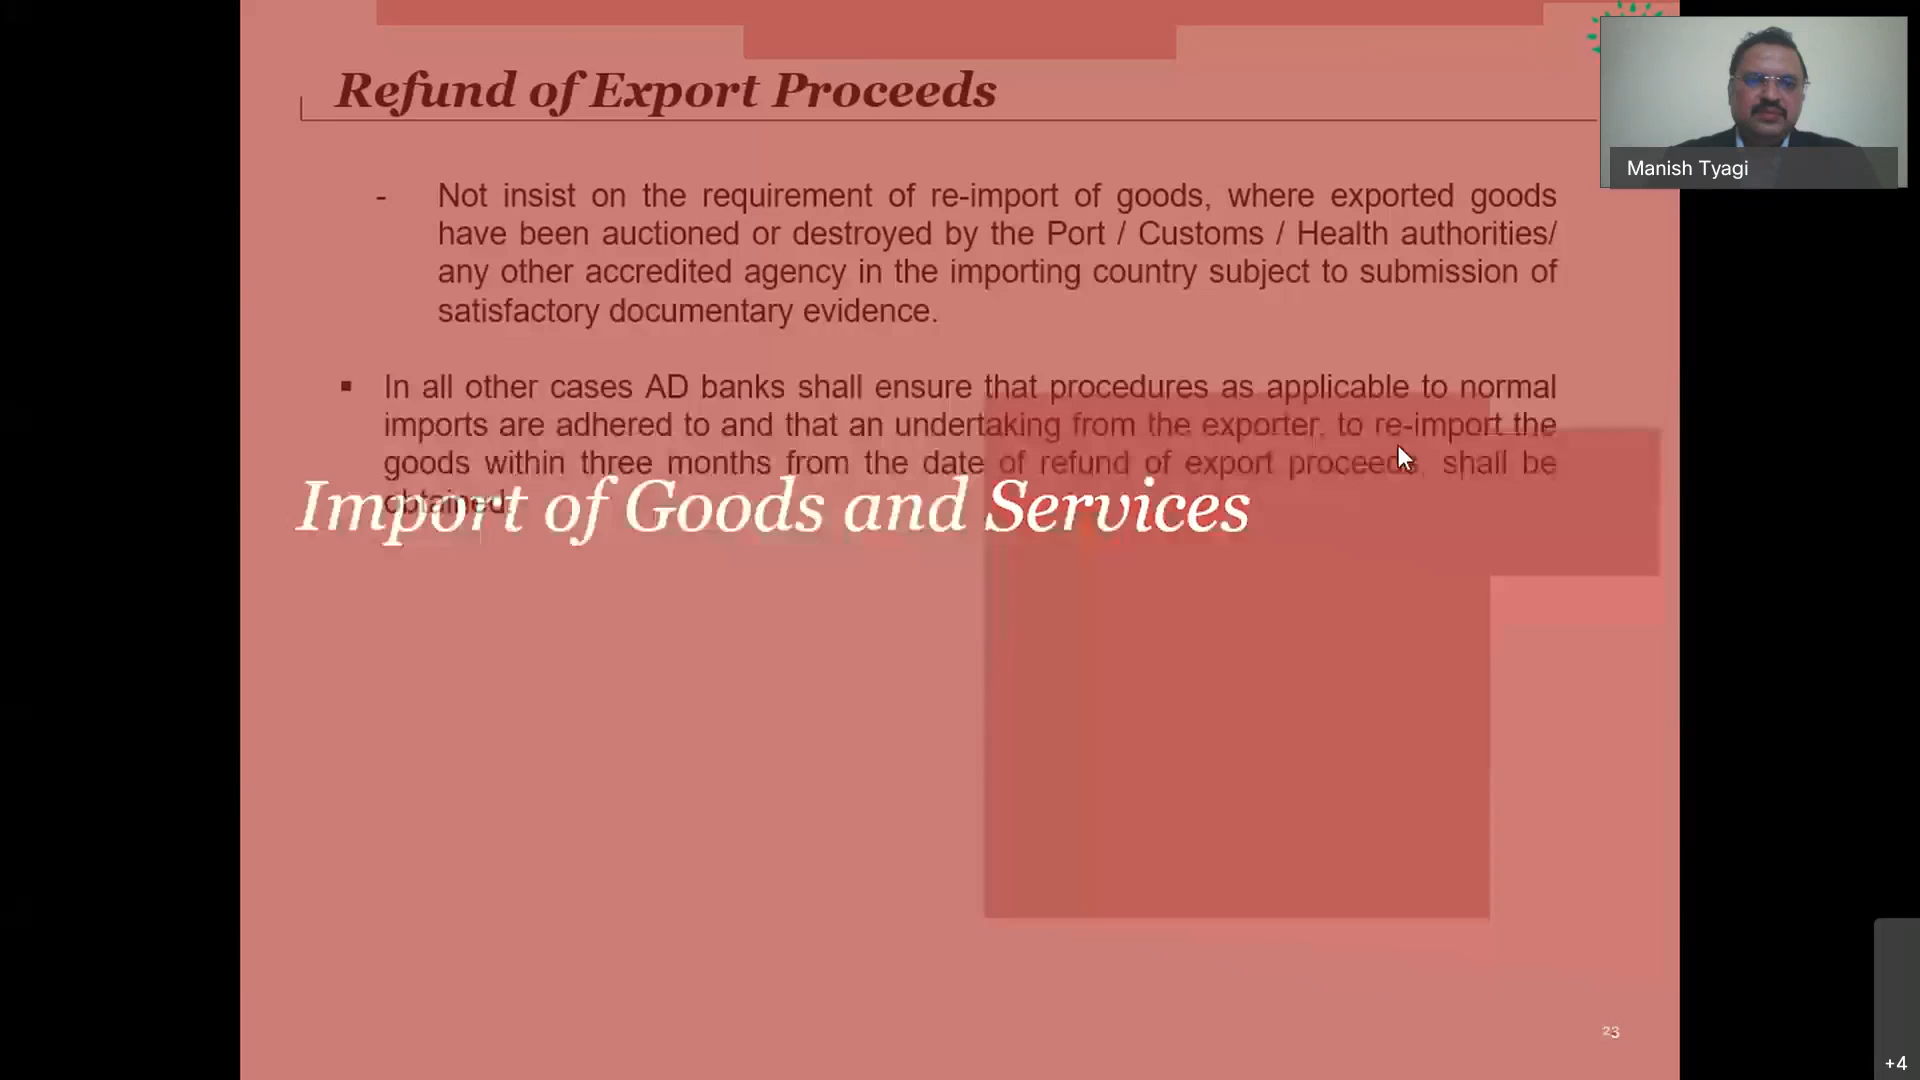 Refund of Export Proceeds
Manish Tyagi
- Not insist on the requirement of re-import of goods, where exported goods
have been auctioned or destroyed by the Port / Customs / Health authorities/
any other accredited agency in the importing country subject to submission of
satisfactory documentary evidence.
▪ In all other cases AD banks shall ensure that procedures as applicable to normal
imports are adhered to and that an undertaking from the exporter, to re-import the
goods within three months from the date of refund of export proceeds, shall be
obtained.
Import of Goods and Services
23
+4